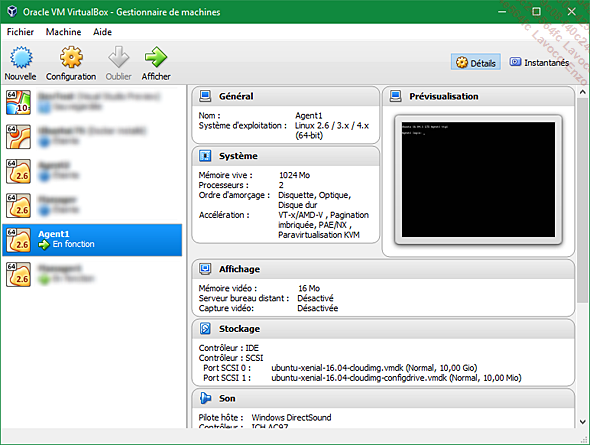 Oracle VM VirtualBox - Gestionnaire de machines
Fichier Machine Aide
Nouvelle Configuration Oublier Afficher
Détails Instantanés
64 10
64
64 2.6
64 2.6
64 2.6 Agent1
En fonction
64 2.6
Général
Nom : Agent1
Système d'exploitation : Linux 2.6 / 3.x / 4.x
(64-bit)
Prévisualisation
Système
Mémoire vive : 1024 Mo
Processeurs : 2
Ordre d'amorçage : Disquette, Optique,
Disque dur
Accélération : VT-x/AMD-V , Pagination
imbriquée, PAE/NX ,
Paravirtualisation KVM
Affichage
Mémoire vidéo : 16 Mo
Serveur bureau distant : Désactivé
Capture vidéo: Désactivée
Stockage
Contrôleur : IDE
Contrôleur : SCSI
Port SCSI 0 : ubuntu-xenial-16.04-cloudimg.vmdk (Normal, 10,00 Gio)
Port SCSI 1 : ubuntu-xenial-16.04-cloudimg-configdrive.vmdk (Normal, 10,00 Mio)
Son
Pilote hôte : Windows DirectSound
Contrôleur : ICH AC97